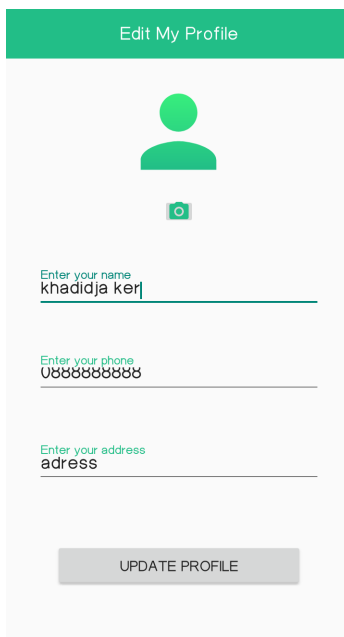 Edit My Profile
Enter your name
khadidja ker
Enter your phone
0888888888
Enter your address
adress
UPDATE PROFILE